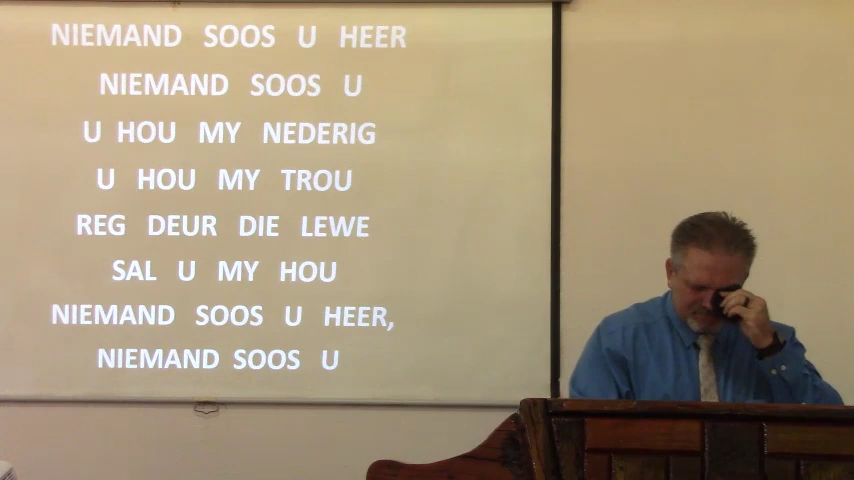 NIEMAND SOOS U HEER
NIEMAND SOOS U
U HOU MY NEDERIG
U HOU MY TROU
REG DEUR DIE LEWE
SAL U MY HOU
NIEMAND SOOS U HEER,
NIEMAND SOOS U